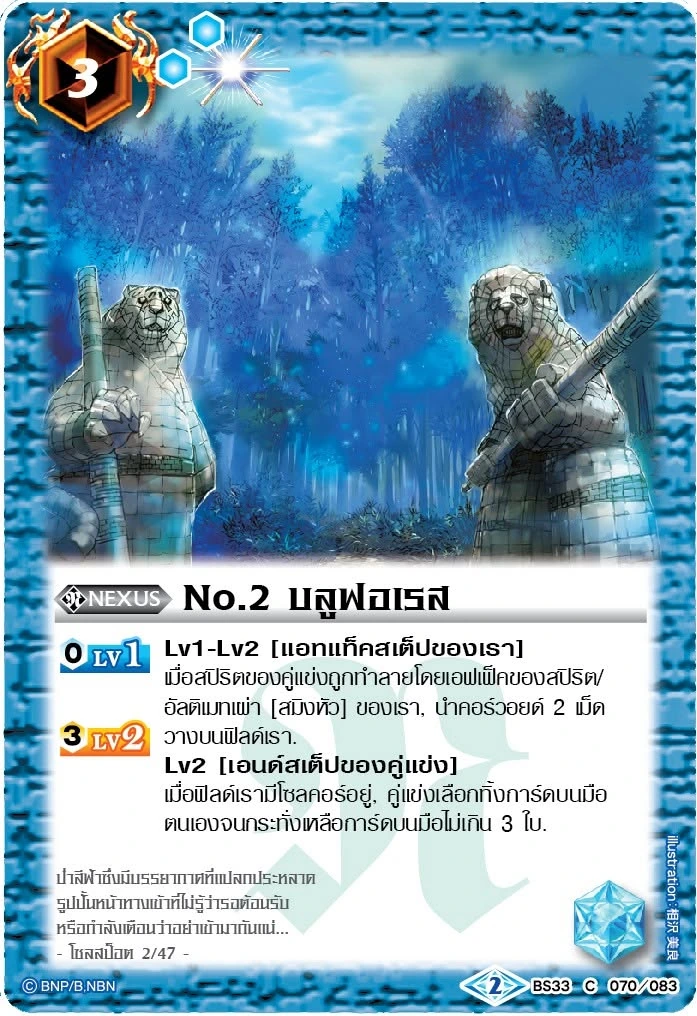 3
NEXUS No.2 บลูฟอเรส
0 LV1
3 LV2
Lv1-Lv2 [แอทแท็คสเต็ปของเรา]
เมื่อสปิริตของคู่แข่งถูกทำลายโดยเอฟเฟ็คของสปิริต/
อัลติเมทเผ่า [สมิงหัว] ของเรา, นำคอร์วอยด์ 2 เม็ด
วางบนฟิลด์เรา.
Lv2 [เอนด์สเต็ปของคู่แข่ง]
เมื่อฟิลด์เรามีโซลคอร์อยู่, คู่แข่งเลือกทิ้งการ์ดบนมือ
ตนเองจนกระทั่งเหลือการ์ดบนมือไม่เกิน 3 ใบ.
ป่าสีฟ้าซึ่งมีบรรยากาศที่แปลกประหลาด
รูปปั้นหน้าทางเข้าที่ไม่รู้ว่ารอต้อนรับ
หรือกำลังเตือนว่าอย่าเข้ามากันแน่...
- โซลสป็อต 2/47 -
illustration：相沢 美良
©BNP/B,NBN
2 BS33 C 070/083